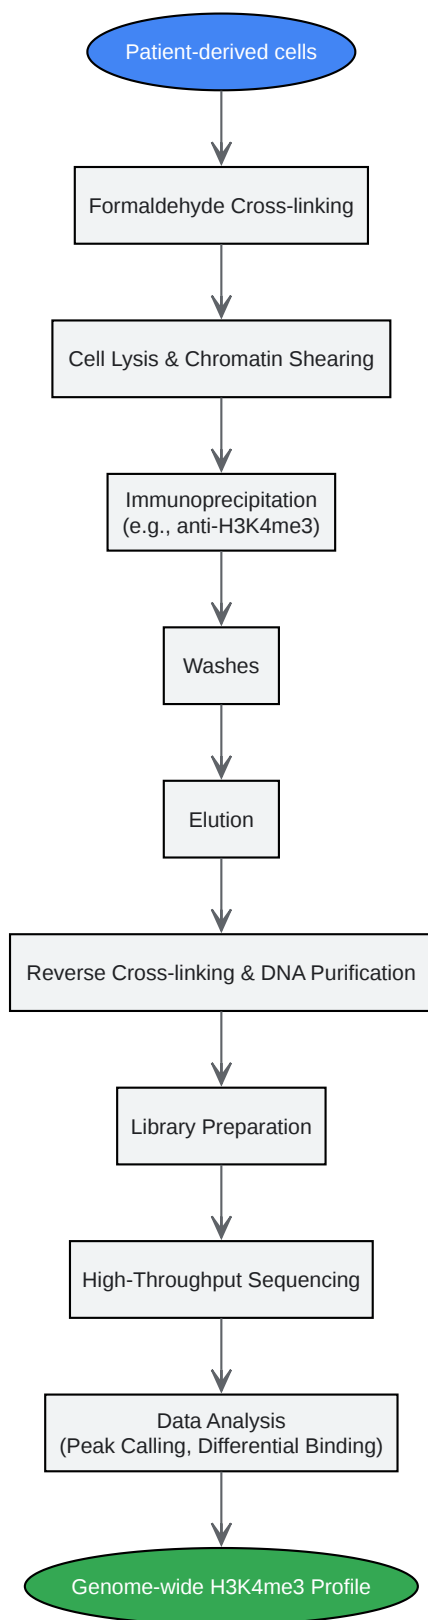 Patient-derived cells
Formaldehyde Cross-linking
Cell Lysis & Chromatin Shearing
Immunoprecipitation
(e.g., anti-H3K4me3)
Washes
Elution
Reverse Cross-linking & DNA Purification
Library Preparation
High-Throughput Sequencing
Data Analysis
(Peak Calling, Differential Binding)
Genome-wide H3K4me3 Profile